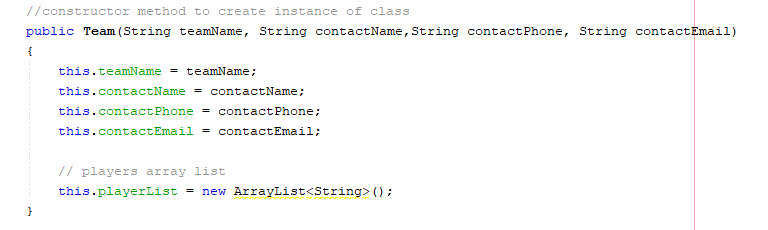 //constructor method to create instance of class
public Team(String teamName, String contactName,String contactPhone, String contactEmail)
{
this.teamName = teamName;
this.contactName = contactName;
this.contactPhone = contactPhone;
this.contactEmail = contactEmail;
// players array list
this.playerList = new ArrayList<String>();
}